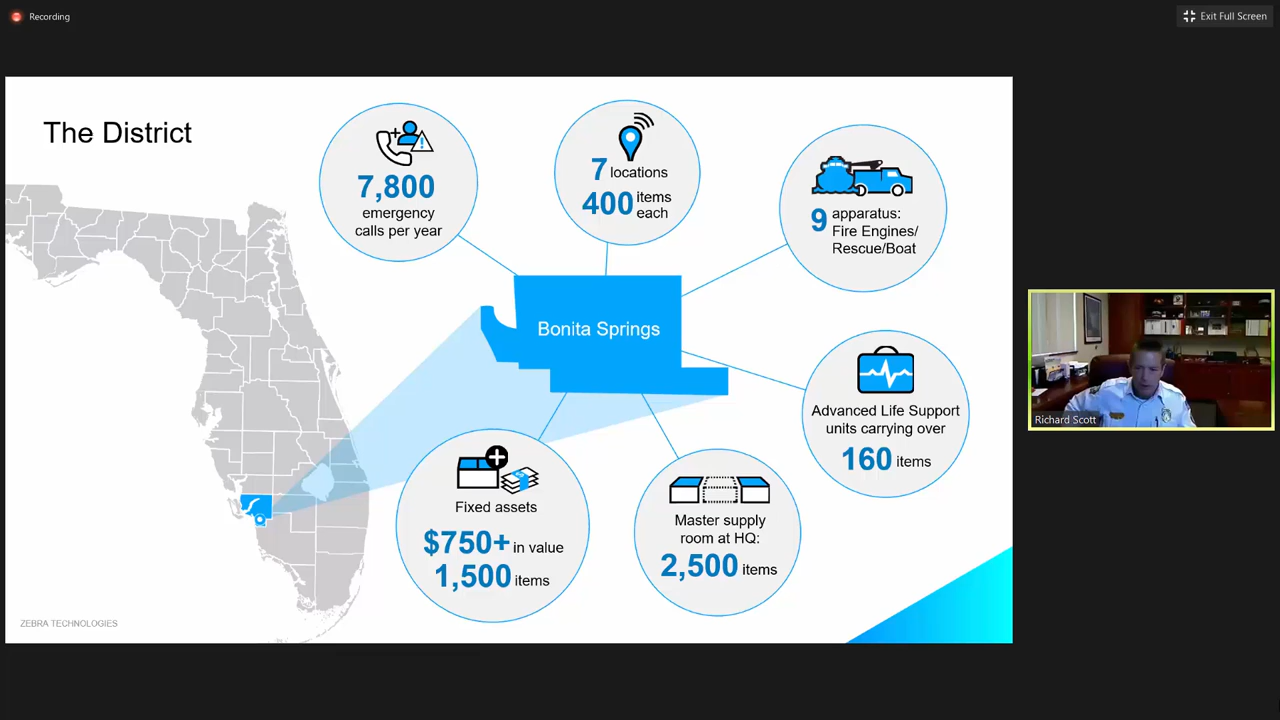 Recording
Exit Full Screen
The District
7,800
emergency
calls per year
7 locations
400 items
each
9 apparatus:
Fire Engines/
Rescue/Boat
Bonita Springs
Advanced Life Support
units carrying over
160 items
Fixed assets
$750+ in value
1,500 items
Master supply
room at HQ:
2,500 items
ZEBRA TECHNOLOGIES
Richard Scott